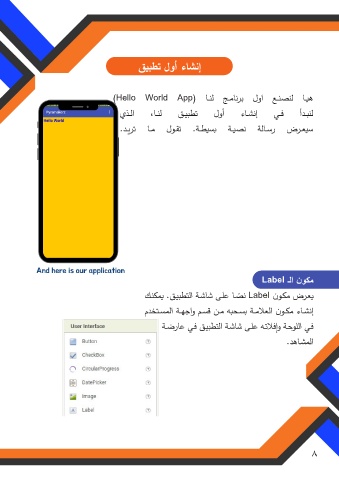 إنشاء أول تطبيق
هيا لنصنع اول برنامج لنا (Hello World App)
لنبدأ في إنشاء أول تطبيق لنا، الذي
سيعرض رسالة نصية بسيطة. تقول ما تريد.
Hello World
And here is our application
مكون الـ Label
يعرض مكون Label نصًا على شاشة التطبيق. يمكنك
إنشاء مكون العلامة بسحبه من قسم واجهة المستخدم
في اللوحة وإفلاته على شاشة التطبيق في عارضة
المشاهد.
User Interface
Button
CheckBox
CircularProgress
DatePicker
Image
Label
٨